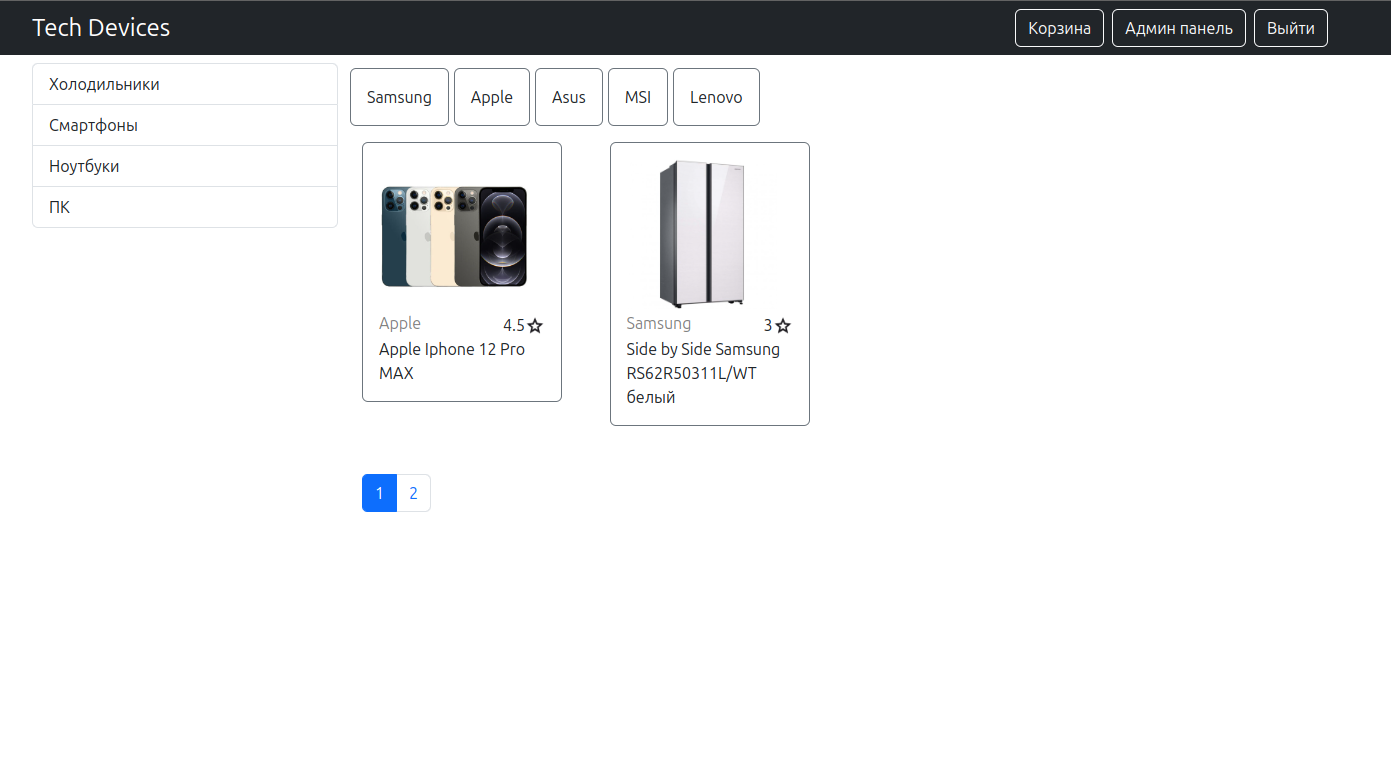 Tech Devices
Корзина
Админ панель
Выйти
Холодильники
Смартфоны
Ноутбуки
ПК
Samsung
Apple
Asus
MSI
Lenovo
Apple
4.5
Apple Iphone 12 Pro
MAX
Samsung
3
Side by Side Samsung
RS62R50311L/WT
белый
1
2